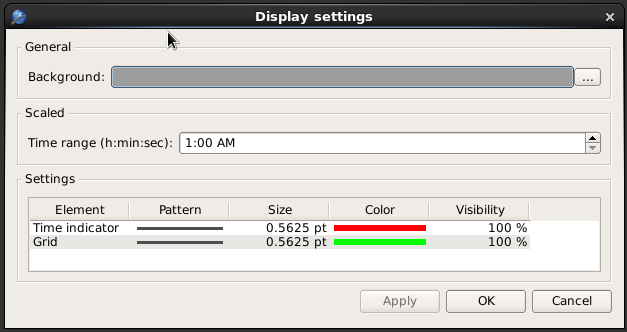 Display settings
General
Background:
...
Scaled
Time range (h:min:sec): 1:00 AM
Settings
Element Pattern Size Color Visibility
Time indicator 0.5625 pt 100 %
Grid 0.5625 pt 100 %
Apply OK Cancel